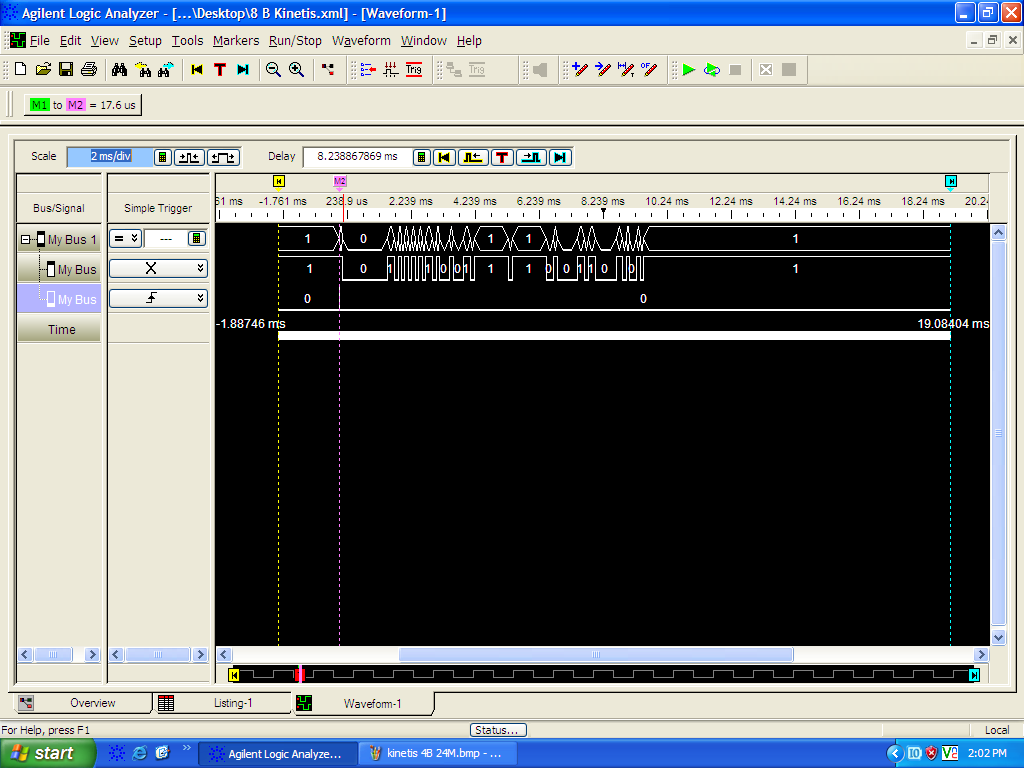 Agilent Logic Analyzer - [...\Desktop\8 B Kinetis.xml] - [Waveform-1]
File Edit View Setup Tools Markers Run/Stop Waveform Window Help
T Trig Trig
M1 to M2 = 17.6 us
Scale 2 ms/div Delay 8.238867869 ms T
M2
Bus/Signal Simple Trigger 61 ms -1.761 ms 238.9 us 2.239 ms 4.239 ms 6.239 ms 8.239 ms 10.24 ms 12.24 ms 14.24 ms 16.24 ms 18.24 ms 20.24
My Bus 1 = --- 1 0 1 1 1
My Bus X 1 0 1 1 0 0 1 1 1 0 0 1 1 0 0 1
My Bus 0 0
Time -1.88746 ms 19.08404 ms
Overview Listing-1 Waveform-1
For Help, press F1 Status... Local
start Agilent Logic Analyze... kinetis 4B 24M.bmp - ... 2:02 PM